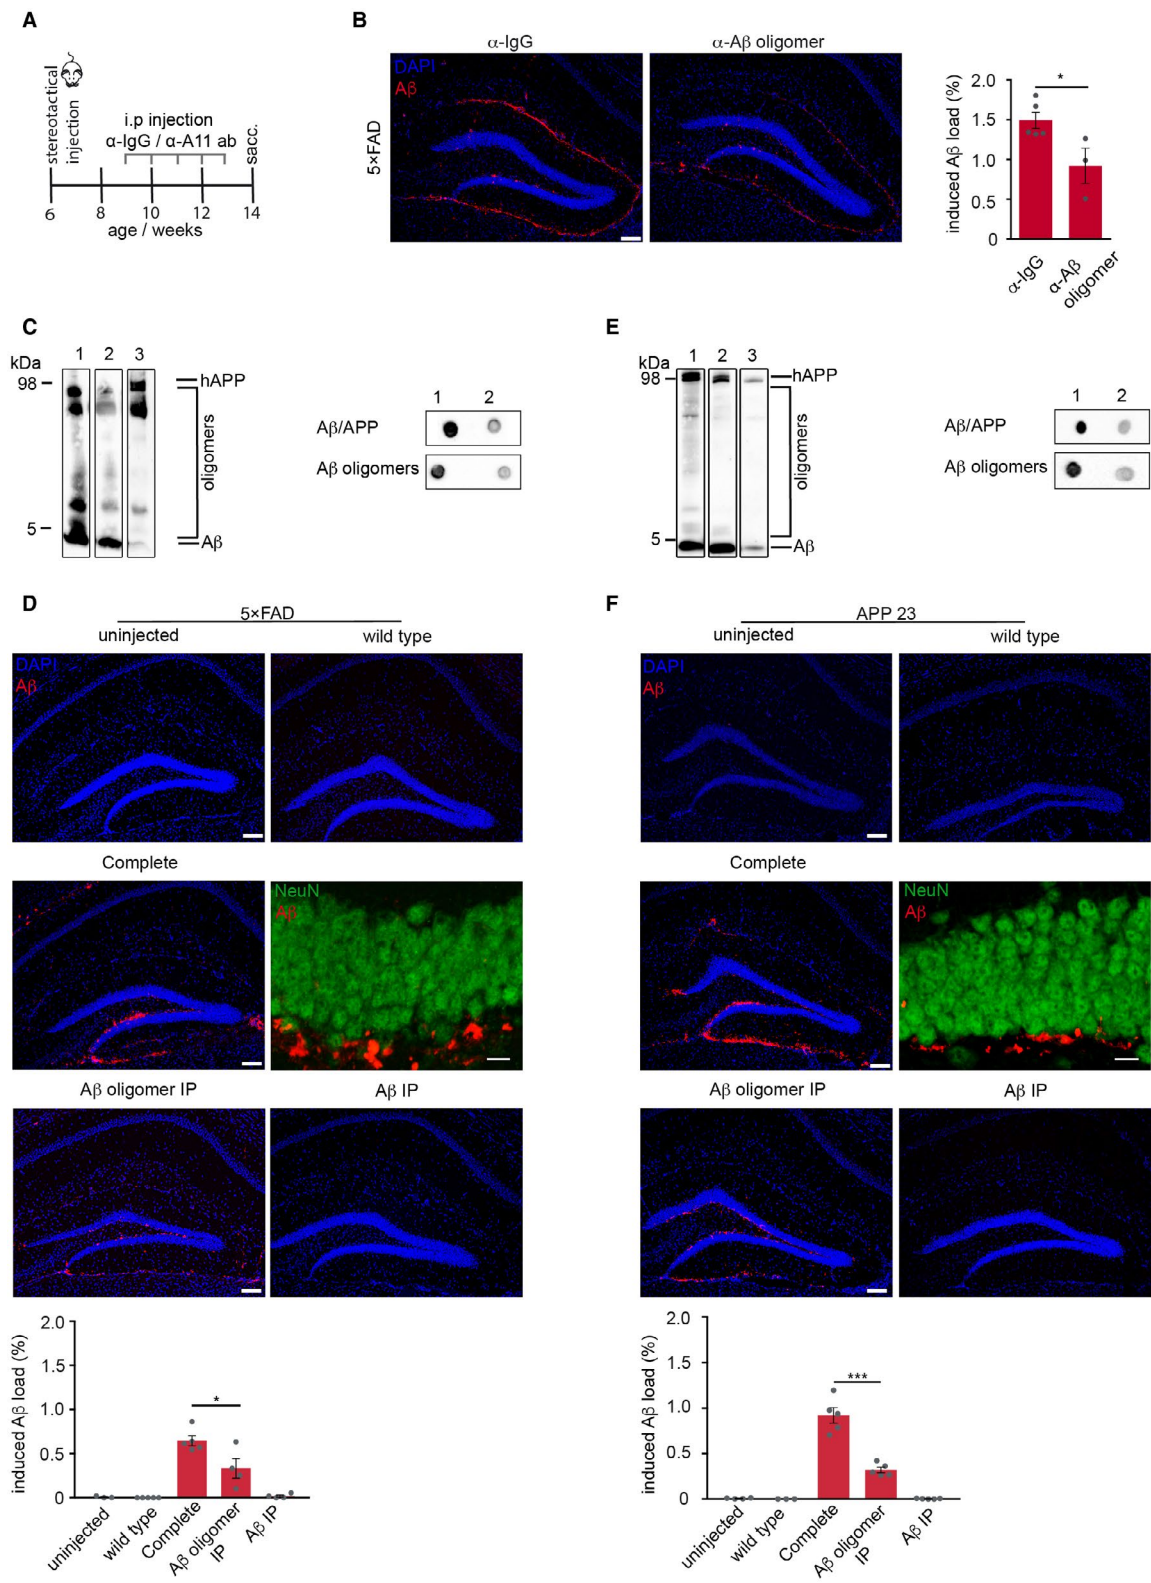 A
stereotactical
injection
i.p injection
α-IgG / α-A11 ab
sacc.
6 8 10 12 14
age / weeks
B
α-IgG α-Aβ oligomer
DAPI
Aβ
5×FAD
induced Aβ load (%)
2.0
1.5
1.0
0.5
0
*
α-IgG
α-Aβ
oligomer
C
kDa
1 2 3
98
5
hAPP
oligomers
Aβ
1 2
Aβ/APP
Aβ oligomers
E
kDa
1 2 3
98
5
hAPP
oligomers
Aβ
1 2
Aβ/APP
Aβ oligomers
D
5×FAD
uninjected wild type
DAPI
Aβ
Complete
NeuN
Aβ
Aβ oligomer IP Aβ IP
induced Aβ load (%)
2.0
1.5
1.0
0.5
0
*
uninjected
wild type
Complete
Aβ oligomer
IP
Aβ IP
F
APP 23
uninjected wild type
DAPI
Aβ
Complete
NeuN
Aβ
Aβ oligomer IP Aβ IP
induced Aβ load (%)
2.0
1.5
1.0
0.5
0
***
uninjected
wild type
Complete
Aβ oligomer
IP
Aβ IP